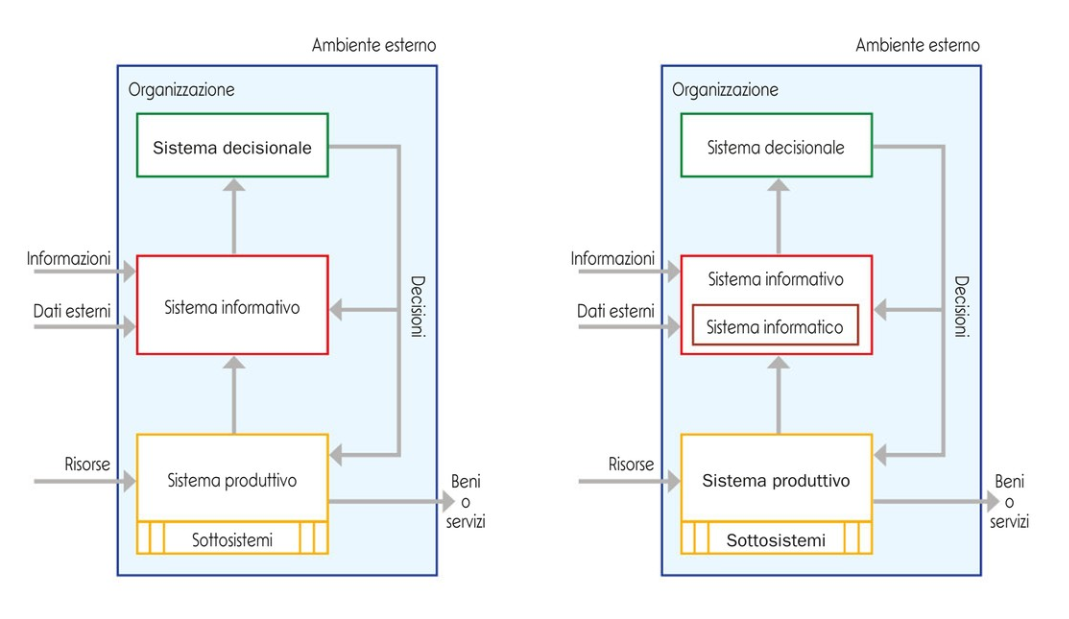 Ambiente esterno
Organizzazione
Sistema decisionale
Informazioni
Dati esterni
Sistema informativo
Decisioni
Risorse
Sistema produttivo
Beni
o
servizi
Sottosistemi
Ambiente esterno
Organizzazione
Sistema decisionale
Informazioni
Dati esterni
Sistema informativo
Sistema informatico
Decisioni
Risorse
Sistema produttivo
Beni
o
servizi
Sottosistemi